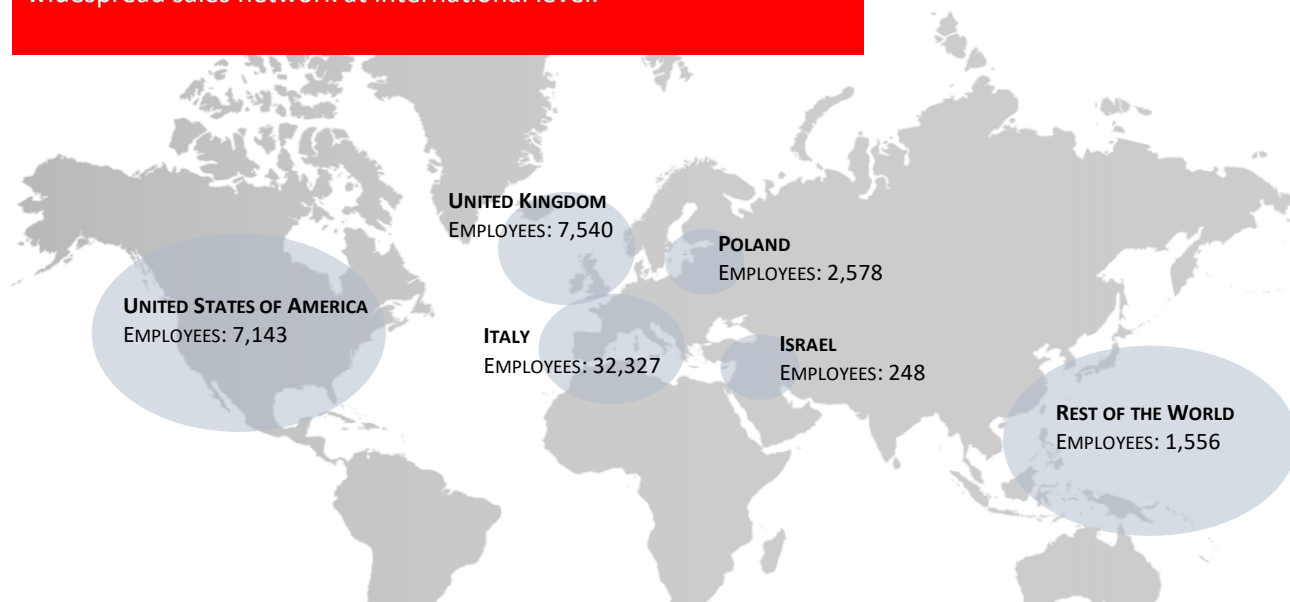 widespread sales network at international level.
UNITED KINGDOM
EMPLOYEES: 7,540
POLAND
EMPLOYEES: 2,578
UNITED STATES OF AMERICA
EMPLOYEES: 7,143
ITALY
EMPLOYEES: 32,327
ISRAEL
EMPLOYEES: 248
REST OF THE WORLD
EMPLOYEES: 1,556